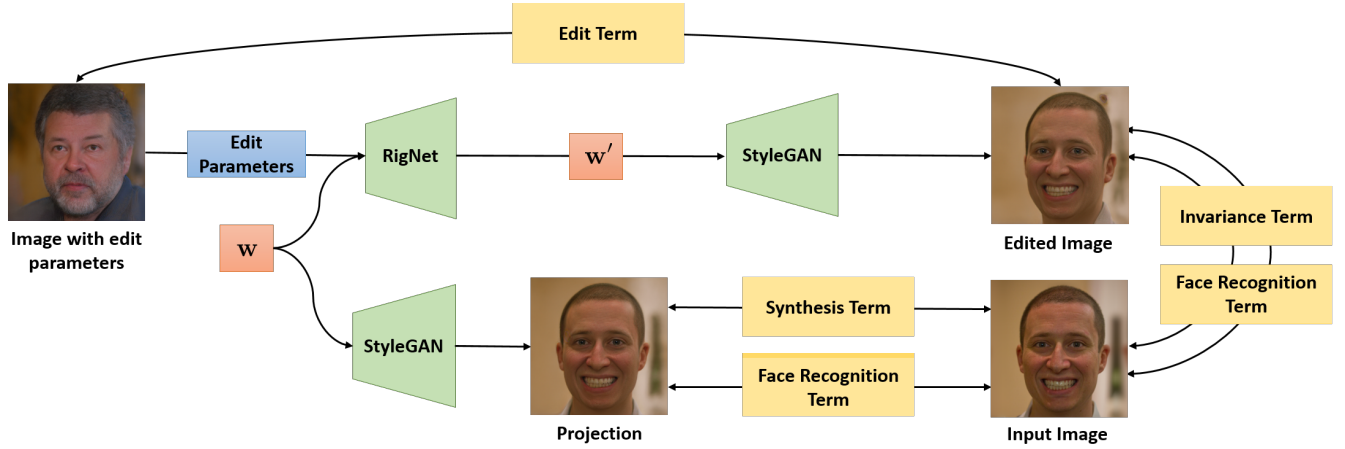 Edit Term
Edit
Parameters
RigNet
w′
StyleGAN
Image with edit
parameters
w
Edited Image
Invariance Term
Face Recognition
Term
StyleGAN
Projection
Synthesis Term
Face Recognition
Term
Input Image